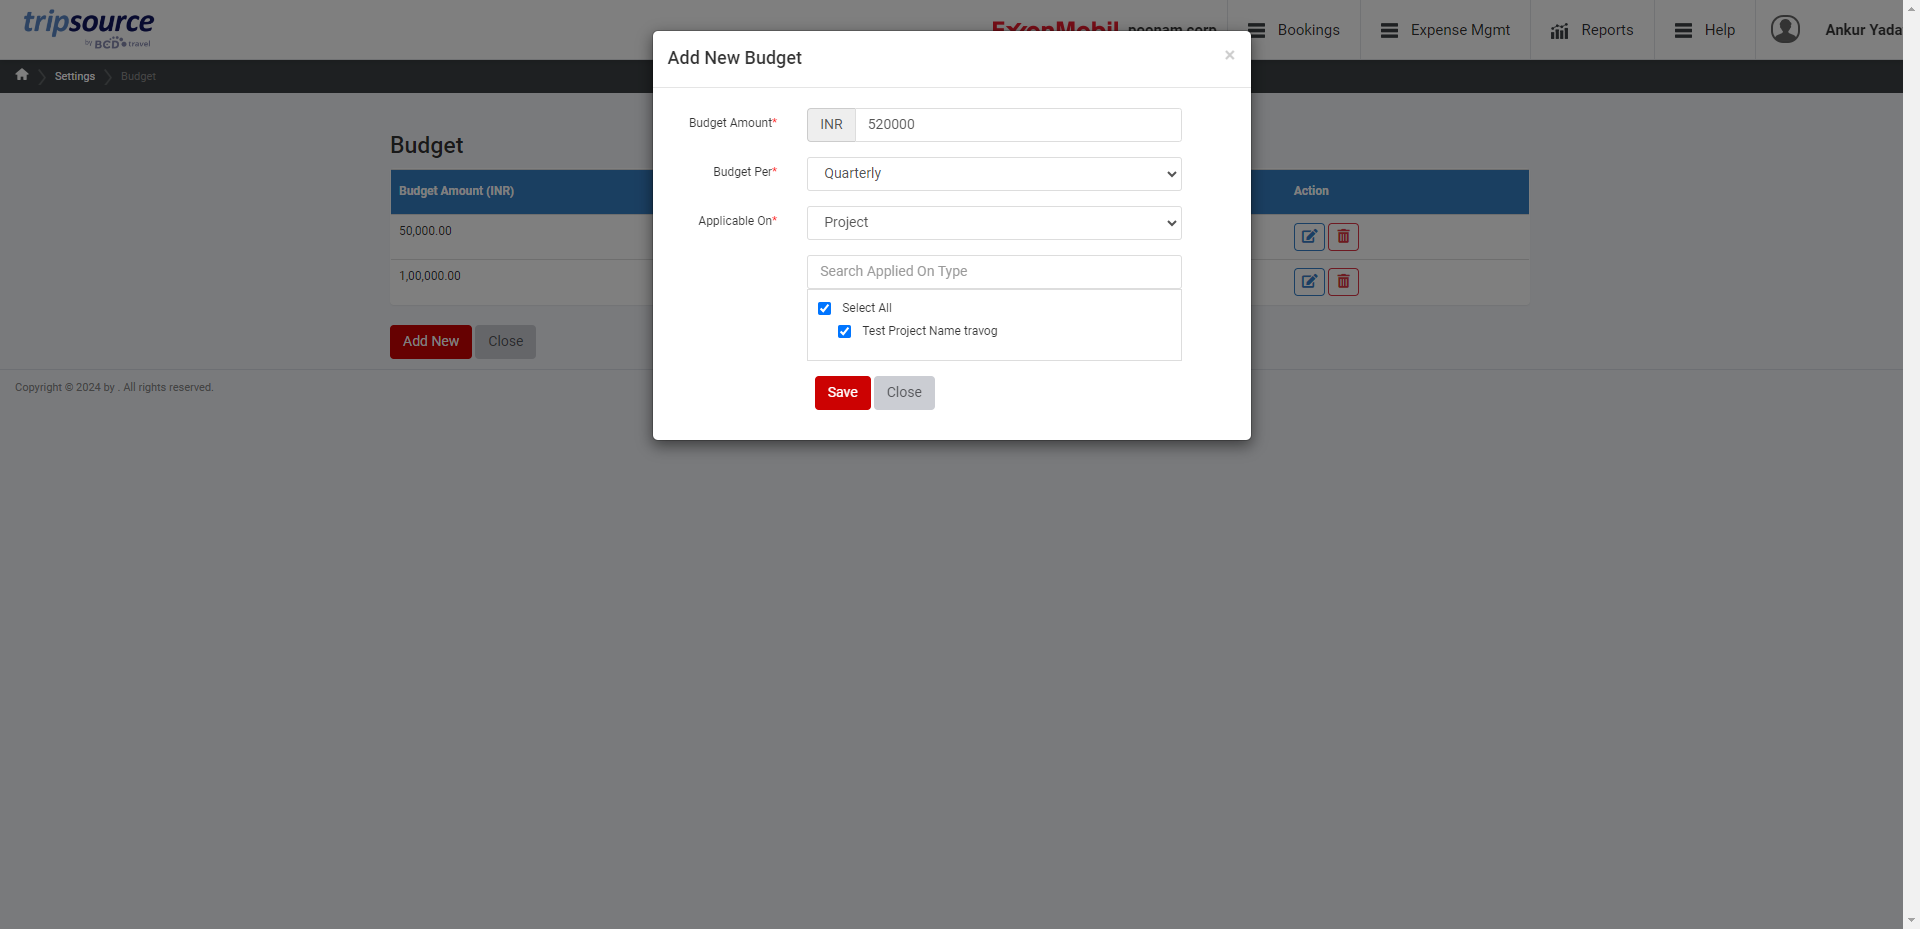 tripsource
by BCD travel
ExxonMobil poonam.corp
Bookings
Expense Mgmt
Reports
Help
Ankur Yada
Settings
Budget
Add New Budget
×
Budget Amount*
INR
520000
Budget Per*
Quarterly
Applicable On*
Project
Search Applied On Type
Select All
Test Project Name travog
Save
Close
Budget
Budget Amount (INR)
Action
50,000.00
1,00,000.00
Add New
Close
Copyright © 2024 by . All rights reserved.